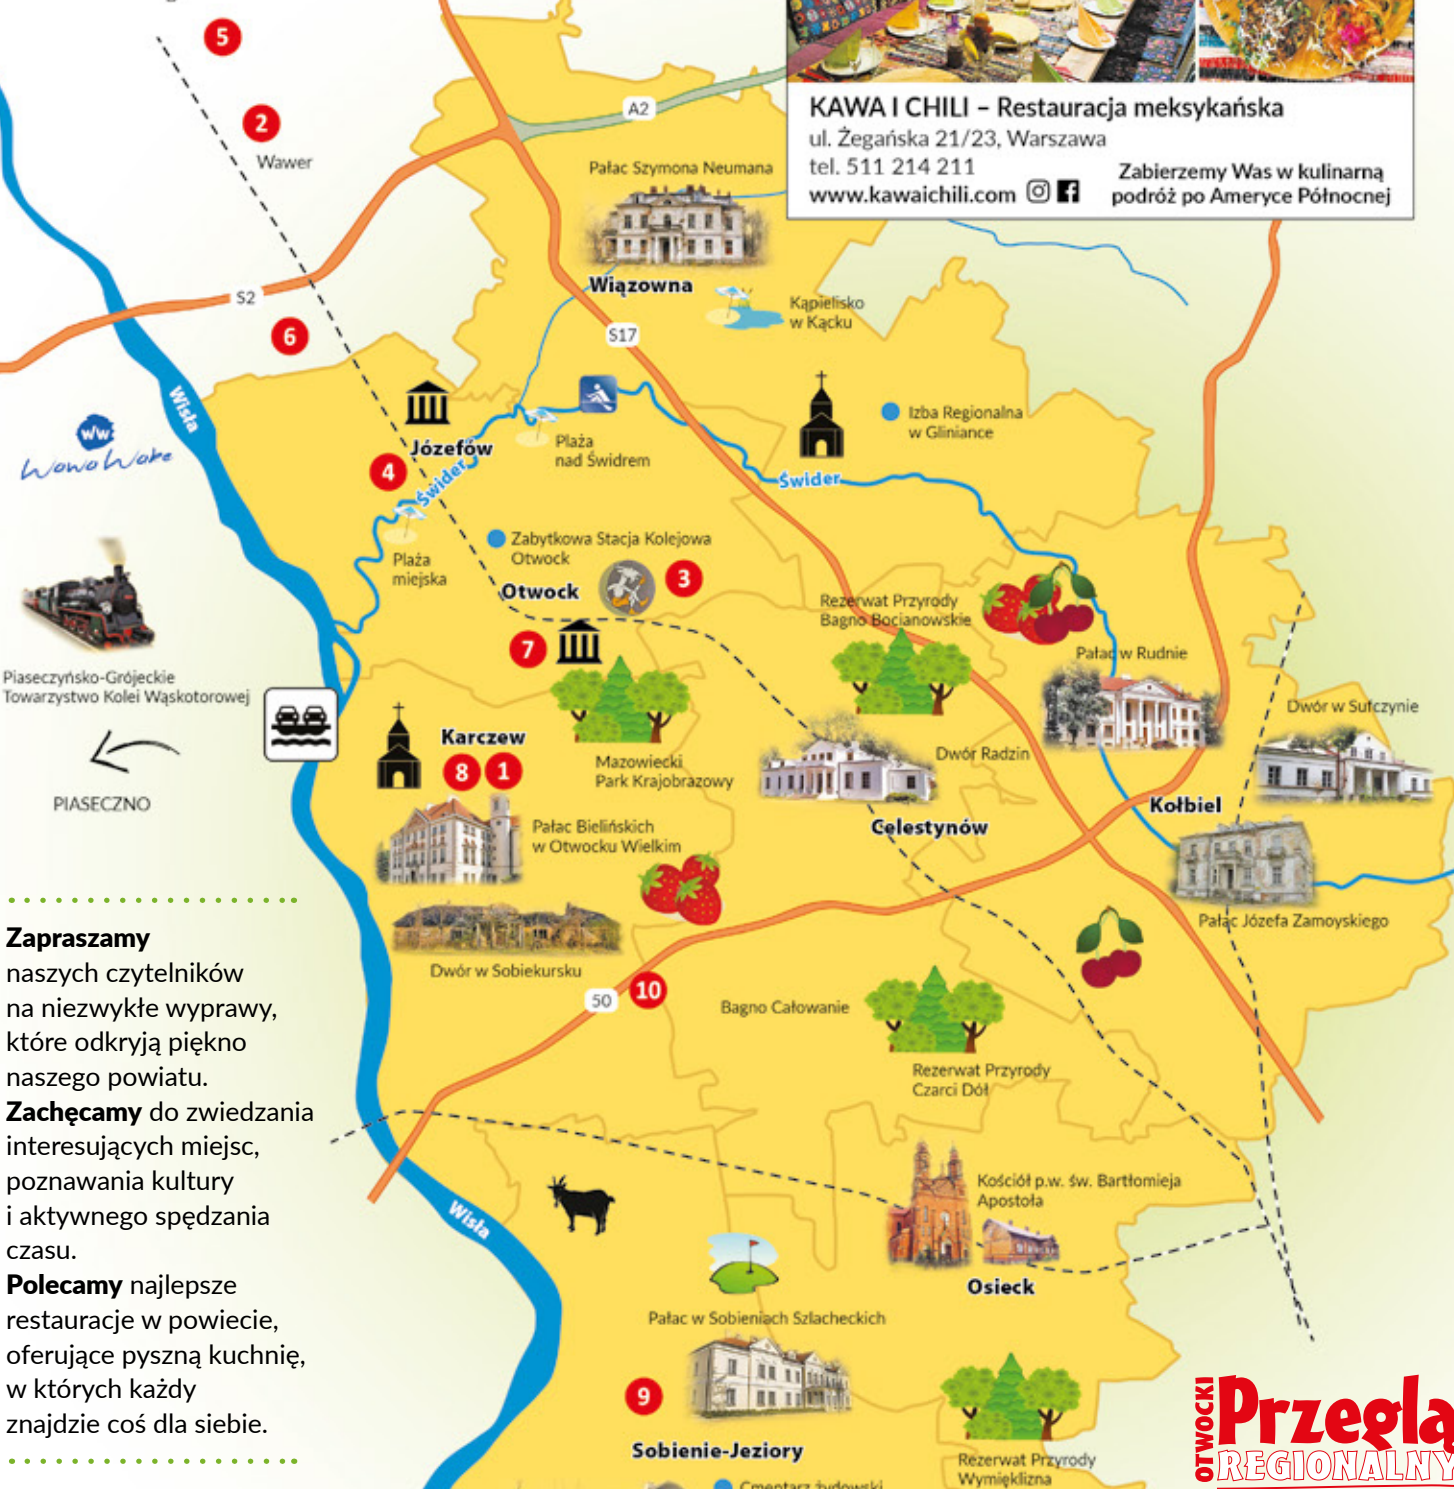 5
2
Wawer
A2
KAWA I CHILI – Restauracja meksykańska
ul. Żegańska 21/23, Warszawa
tel. 511 214 211
www.kawaichili.com
Zabierzemy Was w kulinarną
podróż po Ameryce Północnej
Pałac Szymona Neumana
Wiązowna
Kąpielisko
w Kącku
S2
S17
6
Wisła
Józefów
4
Świder
Plaża
nad Świdrem
Izba Regionalna
w Gliniance
Świder
ww
WawaWake
Plaża
miejska
Zabytkowa Stacja Kolejowa
Otwock
Otwock
3
7
Rezerwat Przyrody
Bagno Bocianowskie
Pałac w Rudnie
Dwór w Sufczynie
Piaseczyńsko-Grójeckie
Towarzystwo Kolei Wąskotorowej
PIASECZNO
Karczew
8
1
Mazowiecki
Park Krajobrazowy
Dwór Radzin
Celestynów
Kołbiel
Pałac Bielińskich
w Otwocku Wielkim
Pałac Józefa Zamoyskiego
Dwór w Sobiekursku
50
10
Bagno Całowanie
Rezerwat Przyrody
Czarci Dół
Zapraszamy
naszych czytelników
na niezwykłe wyprawy,
które odkryją piękno
naszego powiatu.
Zachęcamy do zwiedzania
interesujących miejsc,
poznawania kultury
i aktywnego spędzania
czasu.
Polecamy najlepsze
restauracje w powiecie,
oferujące pyszną kuchnię,
w których każdy
znajdzie coś dla siebie.
Wisła
Kościół p.w. św. Bartłomieja
Apostoła
Osieck
Pałac w Sobieniach Szlacheckich
9
Sobienie-Jeziory
Cmentarz żydowski
Rezerwat Przyrody
Wymięklizna
OTWOCKI
Przeglą
REGIONALNY